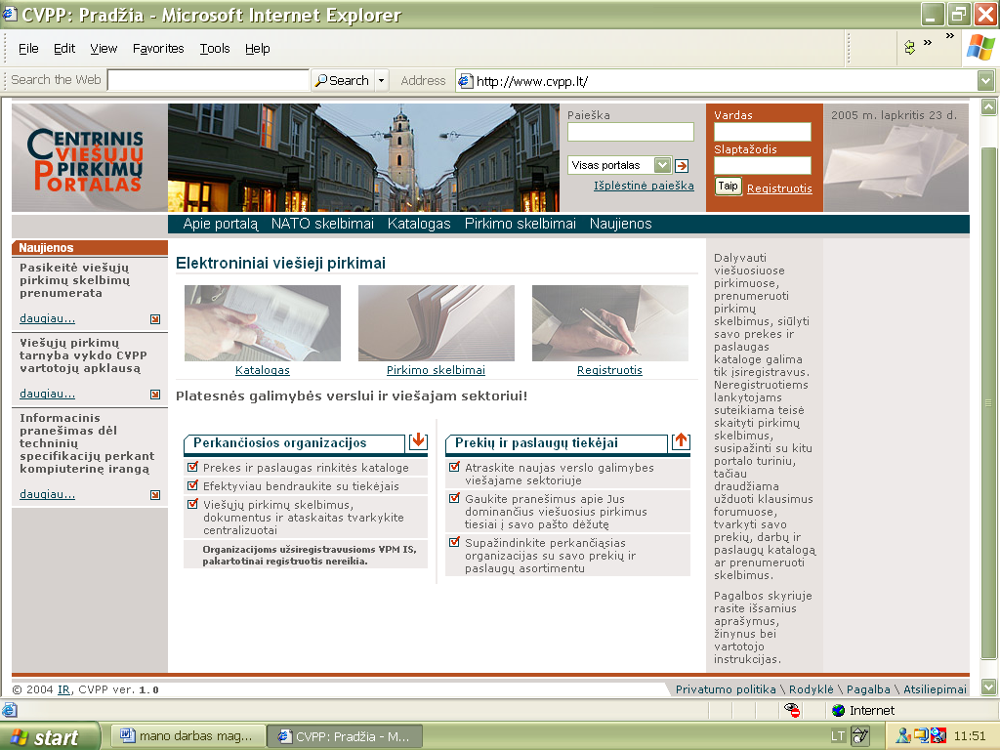 CVPP: Pradžia - Microsoft Internet Explorer
File Edit View Favorites Tools Help
Search the Web Search Address http://www.cvpp.lt/
CENTRINIS
VIEŠŲJŲ
PIRKIMŲ
PORTALAS
Paieška
Visas portalas
Išplėstinė paieška
Vardas
Slaptažodis
Taip Registruotis
2005 m. lapkritis 23 d.
Apie portalą NATO skelbimai Katalogas Pirkimo skelbimai Naujienos
Naujienos
Pasikeitė viešųjų
pirkimų skelbimų
prenumerata
daugiau...
Viešųjų pirkimų
tarnyba vykdo CVPP
vartotojų apklausą
daugiau...
Informacinis
pranešimas dėl
techninių
specifikacijų perkant
kompiuterinę irangą
daugiau...
Elektroniniai viešieji pirkimai
Katalogas Pirkimo skelbimai Registruotis
Platesnės galimybės verslui ir viešajam sektoriui!
Perkančiosios organizacijos
Prekes ir paslaugas rinkitės kataloge
Efektyviau bendraukite su tiekėjais
Viešųjų pirkimų skelbimus,
dokumentus ir ataskaitas tvarkykite
centralizuotai
Organizacijoms užsiregistravusioms VPM IS,
pakartotinai registruotis nereikia.
Prekių ir paslaugų tiekėjai
Atraskite naujas verslo galimybes
viešajame sektoriuje
Gaukite pranešimus apie Jus
dominančius viešuosius pirkimus
tiesiai į savo pašto dėžutę
Supažindinkite perkančiąsias
organizacijas su savo prekių ir
paslaugų asortimentu
Dalyvauti
viešuosiuose
pirkimuose,
prenumeruoti
pirkimų
skelbimus, siūlyti
savo prekes ir
paslaugas
kataloge galima
tik įsiregistravus.
Neregistruotiems
lankytojams
suteikiama teisė
skaityti pirkimų
skelbimus,
susipažinti su kitu
portalo turiniu,
tačiau
draudžiama
užduoti klausimus
forumuose,
tvarkyti savo
prekių, darbų ir
paslaugų katalogą
ar prenumeruoti
skelbimus.
Pagalbos skyriuje
rasite išsamius
aprašymus,
žinynus bei
vartotojo
instrukcijas.
© 2004 IR, CVPP ver. 1.0
Privatumo politika \ Rodyklė \ Pagalba \ Atsiliepimai
Internet
start mano darbas mag... CVPP: Pradžia - M... LT 11:51